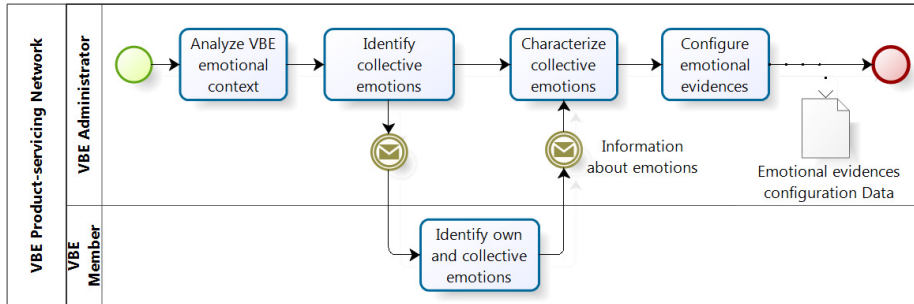 VBE Product-servicing Network
VBE Administrator
Analyze VBE
emotional
context
Identify
collective
emotions
Characterize
collective
emotions
Configure
emotional
evidences
Information
about emotions
Emotional evidences
configuration Data
VBE
Member
Identify own
and collective
emotions